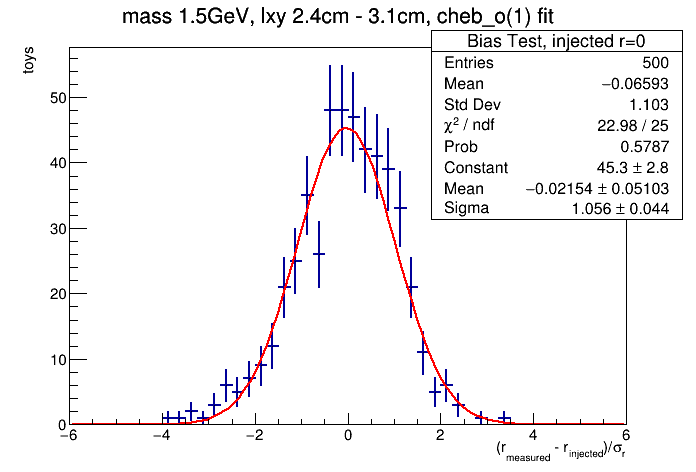 mass 1.5GeV, lxy 2.4cm - 3.1cm, cheb_o(1) fit
Bias Test, injected r=0
Entries 500
Mean −0.06593
Std Dev 1.103
χ² / ndf 22.98 / 25
Prob 0.5787
Constant 45.3 ± 2.8
Mean −0.02154 ± 0.05103
Sigma 1.056 ± 0.044
toys
50
40
30
20
10
0
−6 −4 −2 0 2 4 6
(r_measured - r_injected)/σ_r